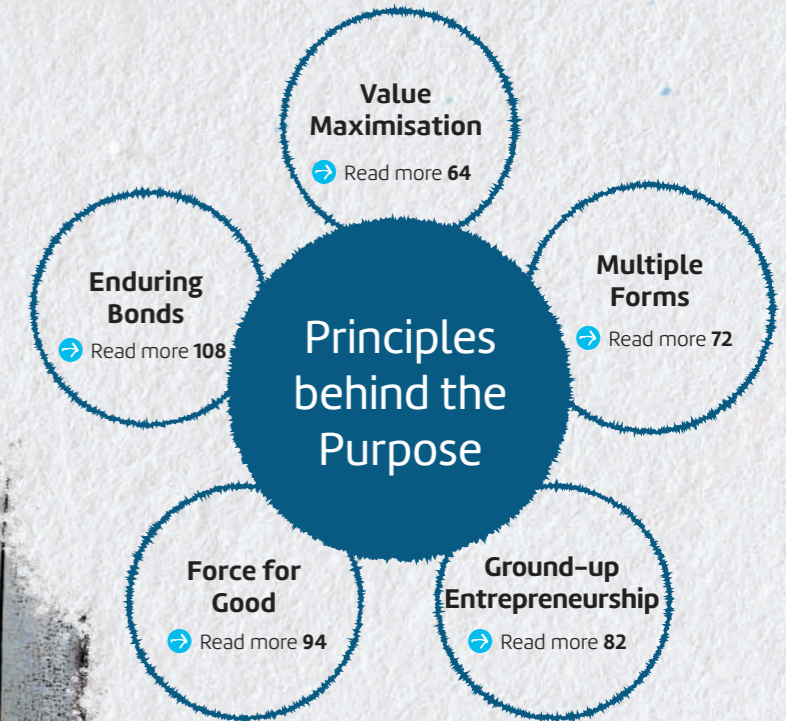 Value
Maximisation
Read more 64
Multiple
Forms
Read more 72
Enduring
Bonds
Read more 108
Principles
behind the
Purpose
Force for
Good
Read more 94
Ground-up
Entrepreneurship
Read more 82